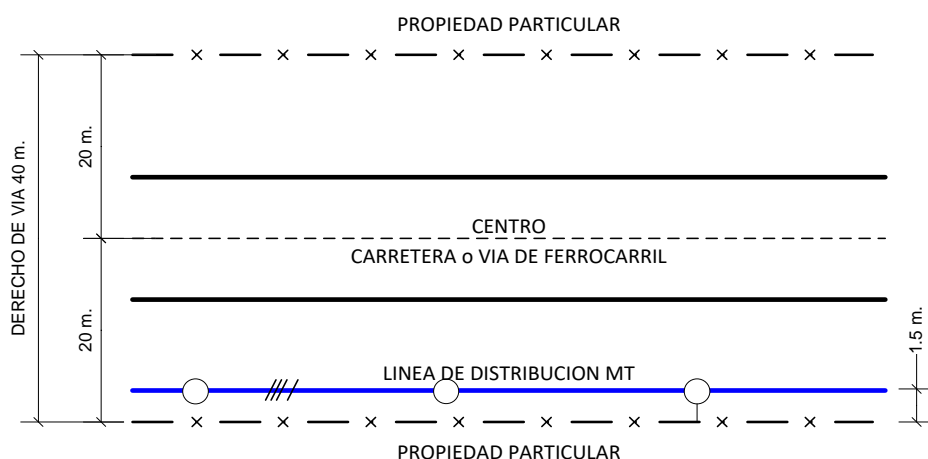 PROPIEDAD PARTICULAR
DERECHO DE VIA 40 m.
20 m.
CENTRO
CARRETERA o VIA DE FERROCARRIL
20 m.
1.5 m.
LINEA DE DISTRIBUCION MT
PROPIEDAD PARTICULAR